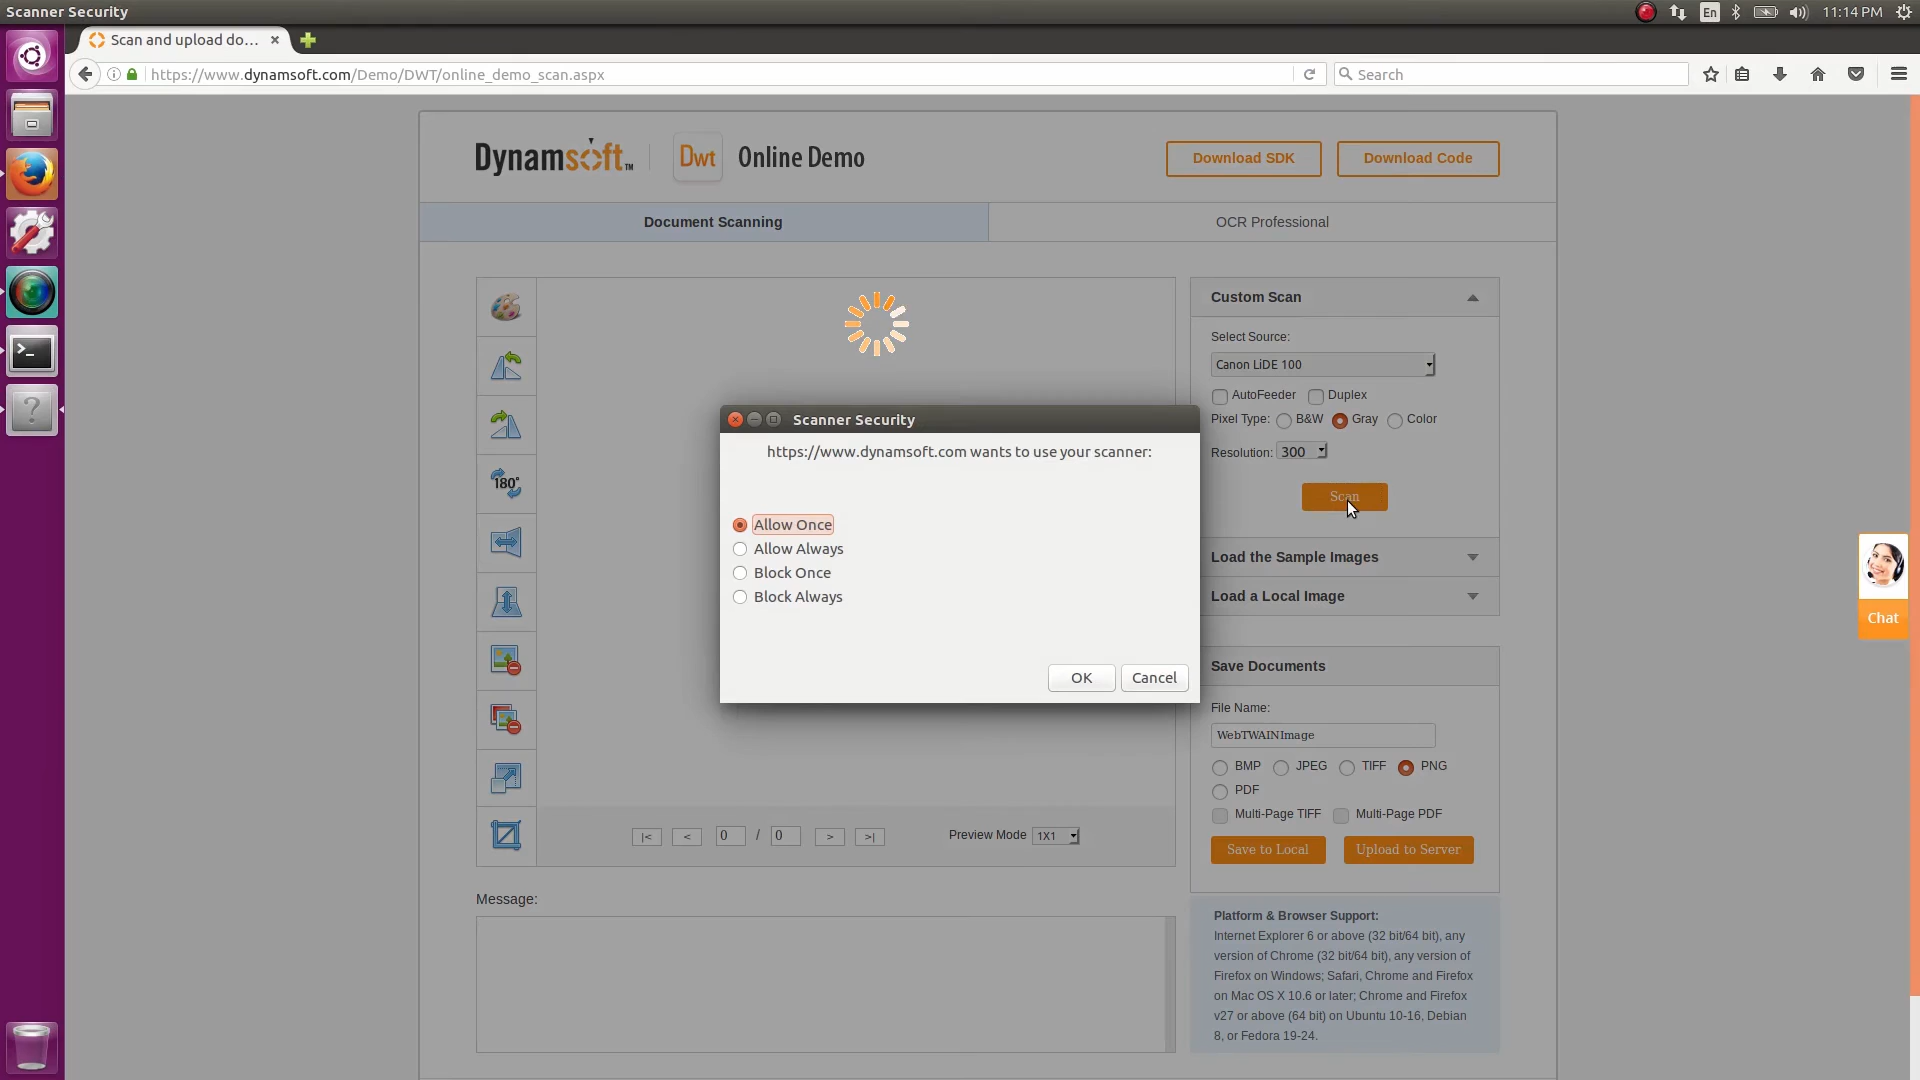 Scanner Security
En
11:14 PM
Scan and upload do...
https://www.dynamsoft.com/Demo/DWT/online_demo_scan.aspx
Search
Dynamsoft™
Dwt
Online Demo
Download SDK
Download Code
Document Scanning
OCR Professional
180°
Custom Scan
Select Source:
Canon LiDE 100
AutoFeeder
Duplex
Pixel Type:
B&W
Gray
Color
Resolution:
300
Scan
Scanner Security
https://www.dynamsoft.com wants to use your scanner:
Allow Once
Allow Always
Block Once
Block Always
OK
Cancel
Load the Sample Images
Load a Local Image
Chat
Save Documents
File Name:
WebTWAINImage
BMP
JPEG
TIFF
PNG
PDF
Multi-Page TIFF
Multi-Page PDF
Save to Local
Upload to Server
|<
<
0 / 0
>
>|
Preview Mode
1X1
Message:
Platform & Browser Support:
Internet Explorer 6 or above (32 bit/64 bit), any
version of Chrome (32 bit/64 bit), any version of
Firefox on Windows; Safari, Chrome and Firefox
on Mac OS X 10.6 or later; Chrome and Firefox
v27 or above (64 bit) on Ubuntu 10-16, Debian
8, or Fedora 19-24.